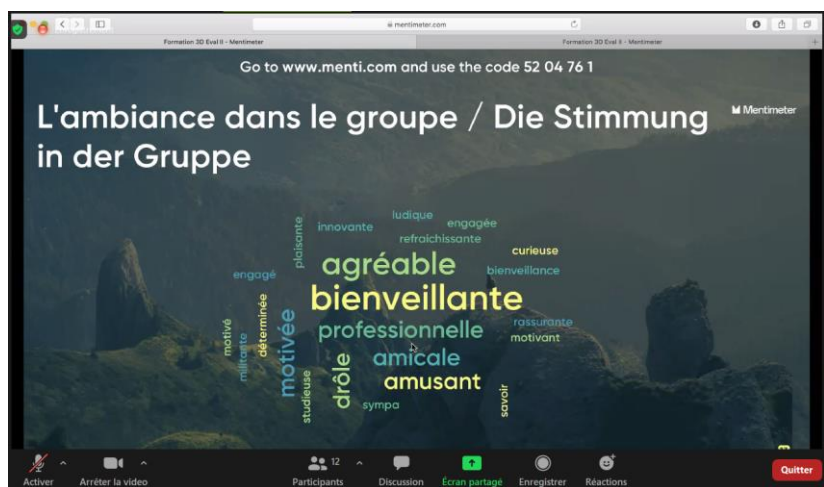 mentimeter.com
Formation 3D Eval II - Mentimeter
Formation 3D Eval II - Mentimeter
Go to www.menti.com and use the code 52 04 76 1
L'ambiance dans le groupe / Die Stimmung
in der Gruppe
Mentimeter
ludique
innovante
engagée
plaisante
refraichissante
curieuse
agréable
engagé
bienveillance
bienveillante
déterminée
motivé
motivée
professionnelle
rassurante
motivant
militante
amicale
drôle
amusant
studieuse
sympa
savoir
12
Activer
Arrêter la video
Participants
Discussion
Écran partagé
Enregistrer
Réactions
Quitter